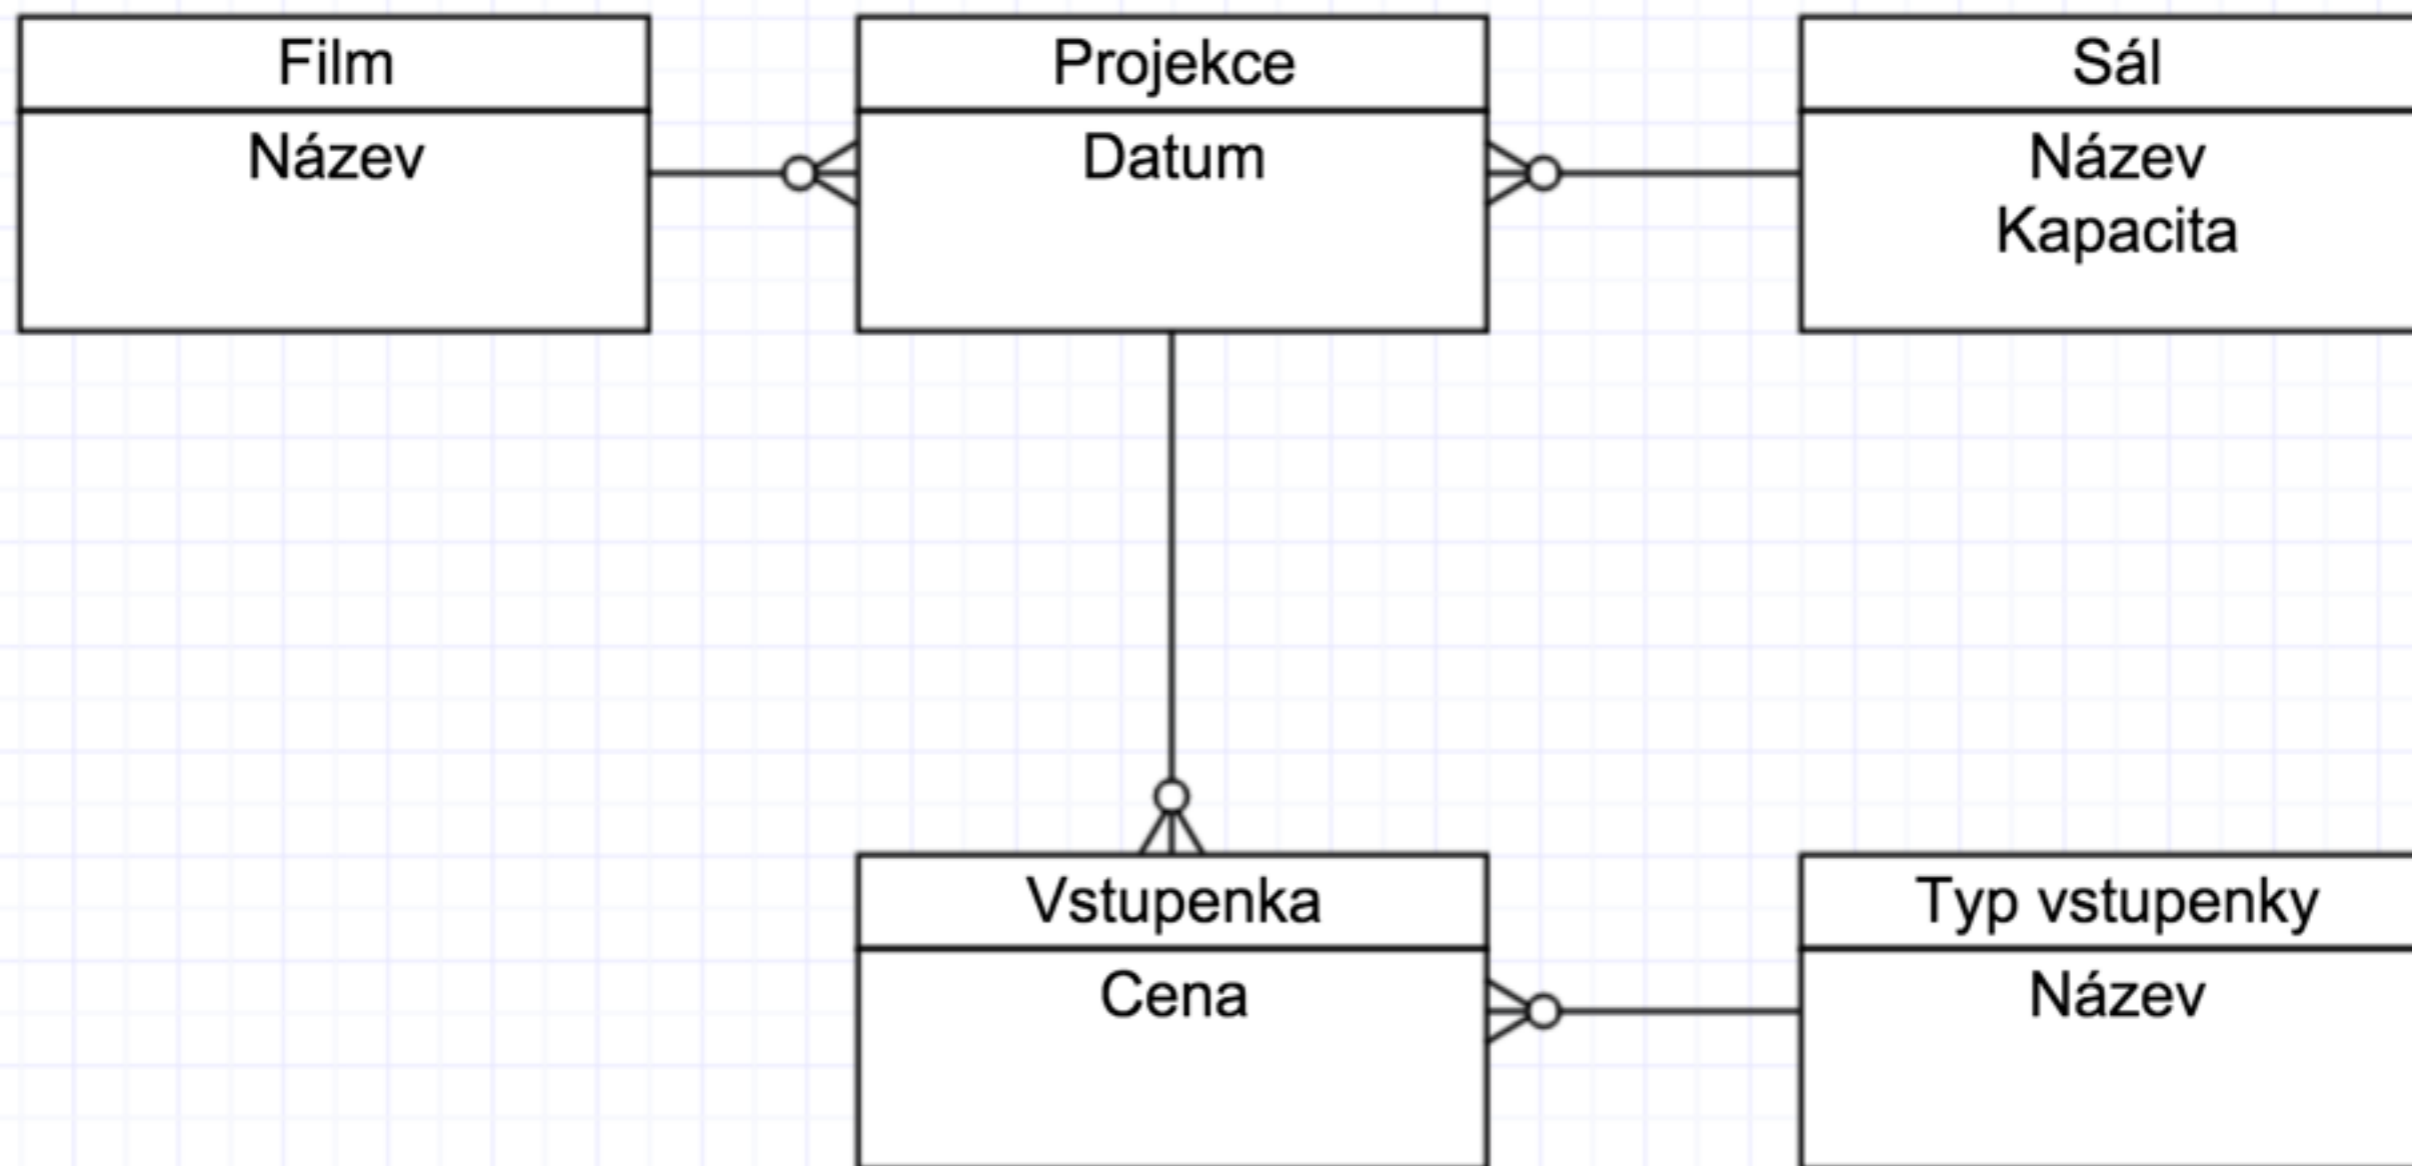 Film
Název
Projekce
Datum
Sál
Název
Kapacita
Vstupenka
Cena
Typ vstupenky
Název